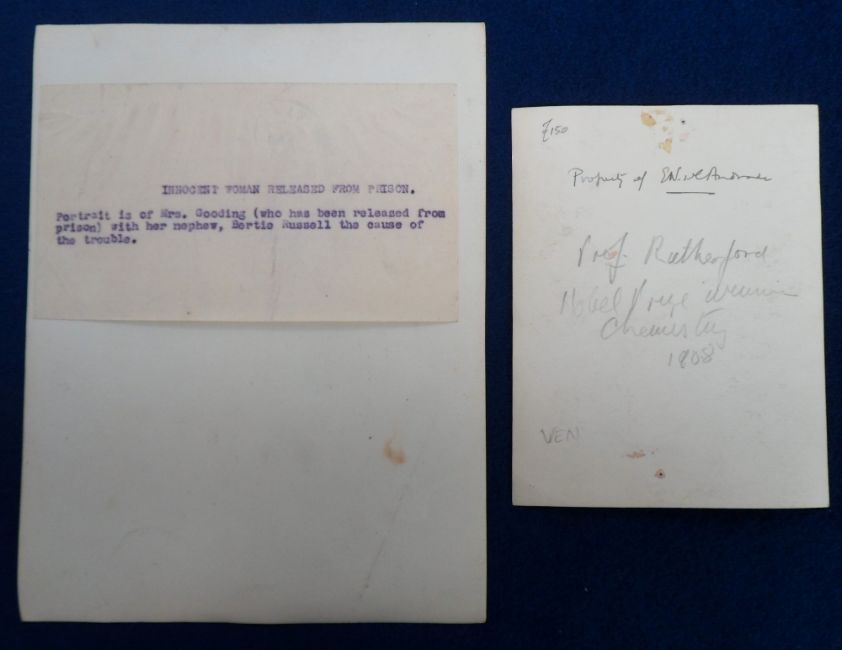 INNOCENT WOMAN RELEASED FROM PRISON.
Portrait is of Mrs. Gooding (who has been released from
prison) with her nephew, Bertie Russell the cause of
the trouble.
£150
Property of
Prof. Rutherford
Nobel Prize winner
Chemistry
1908
VEN